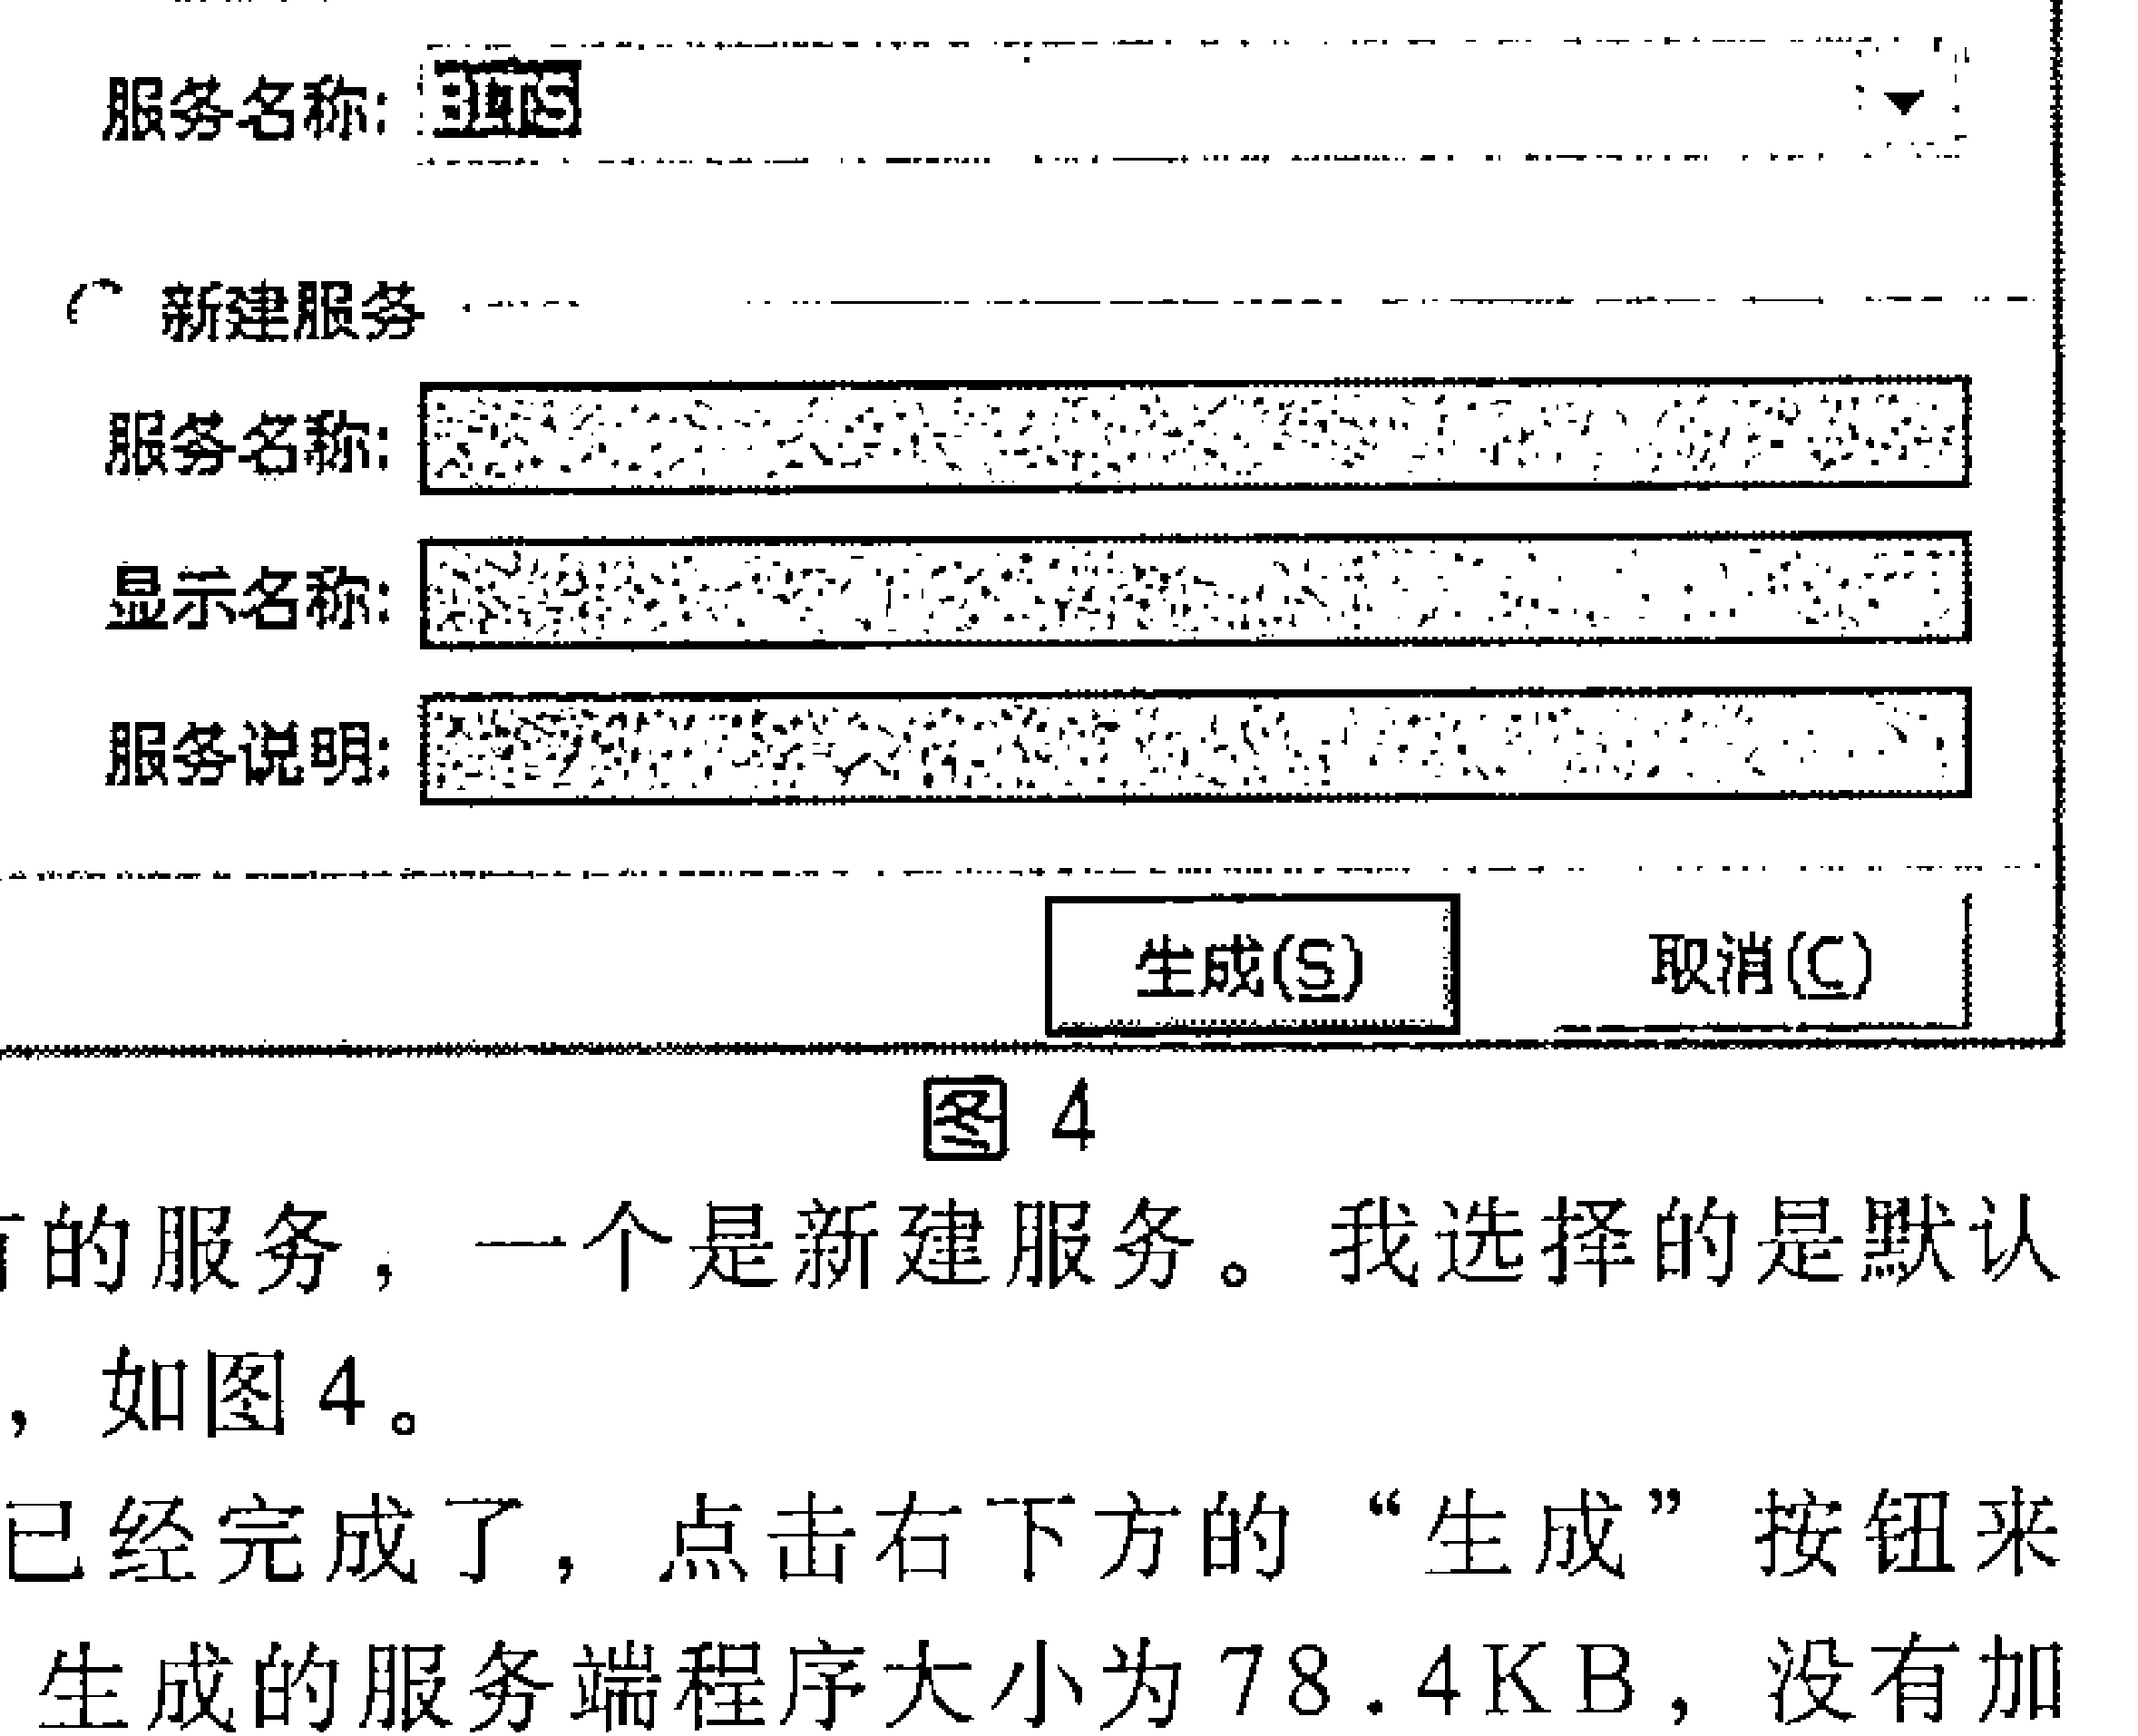 服务名称:
新建服务
服务名称:
显示名称:
服务说明:
生成(S) 取消(C)
图 4
的服务，一个是新建服务。我选择的是默认
，如图4。
已经完成了，点击右下方的“生成”按钮来
生成的服务端程序大小为78.4KB，没有加